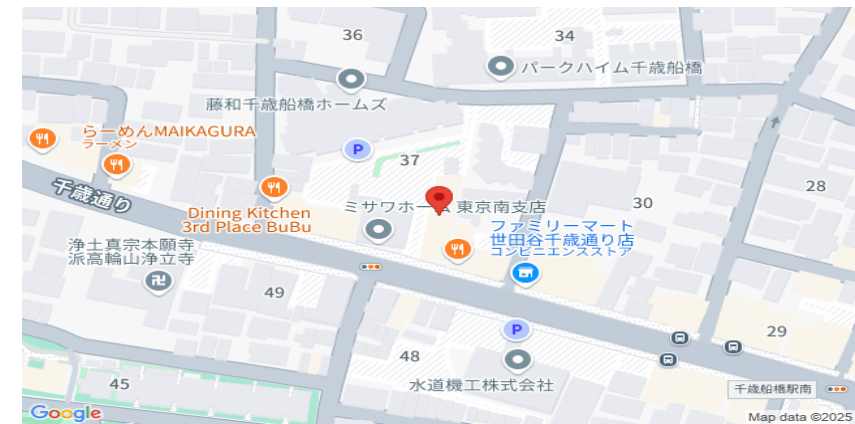 36
34
パークハイム千歳船橋
藤和千歳船橋ホームズ
らーめんMAIKAGURA
ラーメン
P
37
28
千歳通り
ミサワホーム 東京南支店
30
Dining Kitchen
3rd Place BuBu
ファミリーマート
世田谷千歳通り店
コンビニエンスストア
浄土真宗本願寺
派高輪山浄立寺
卍
49
P
29
48
水道機工株式会社
45
千歳船橋駅南
Google
Map data ©2025